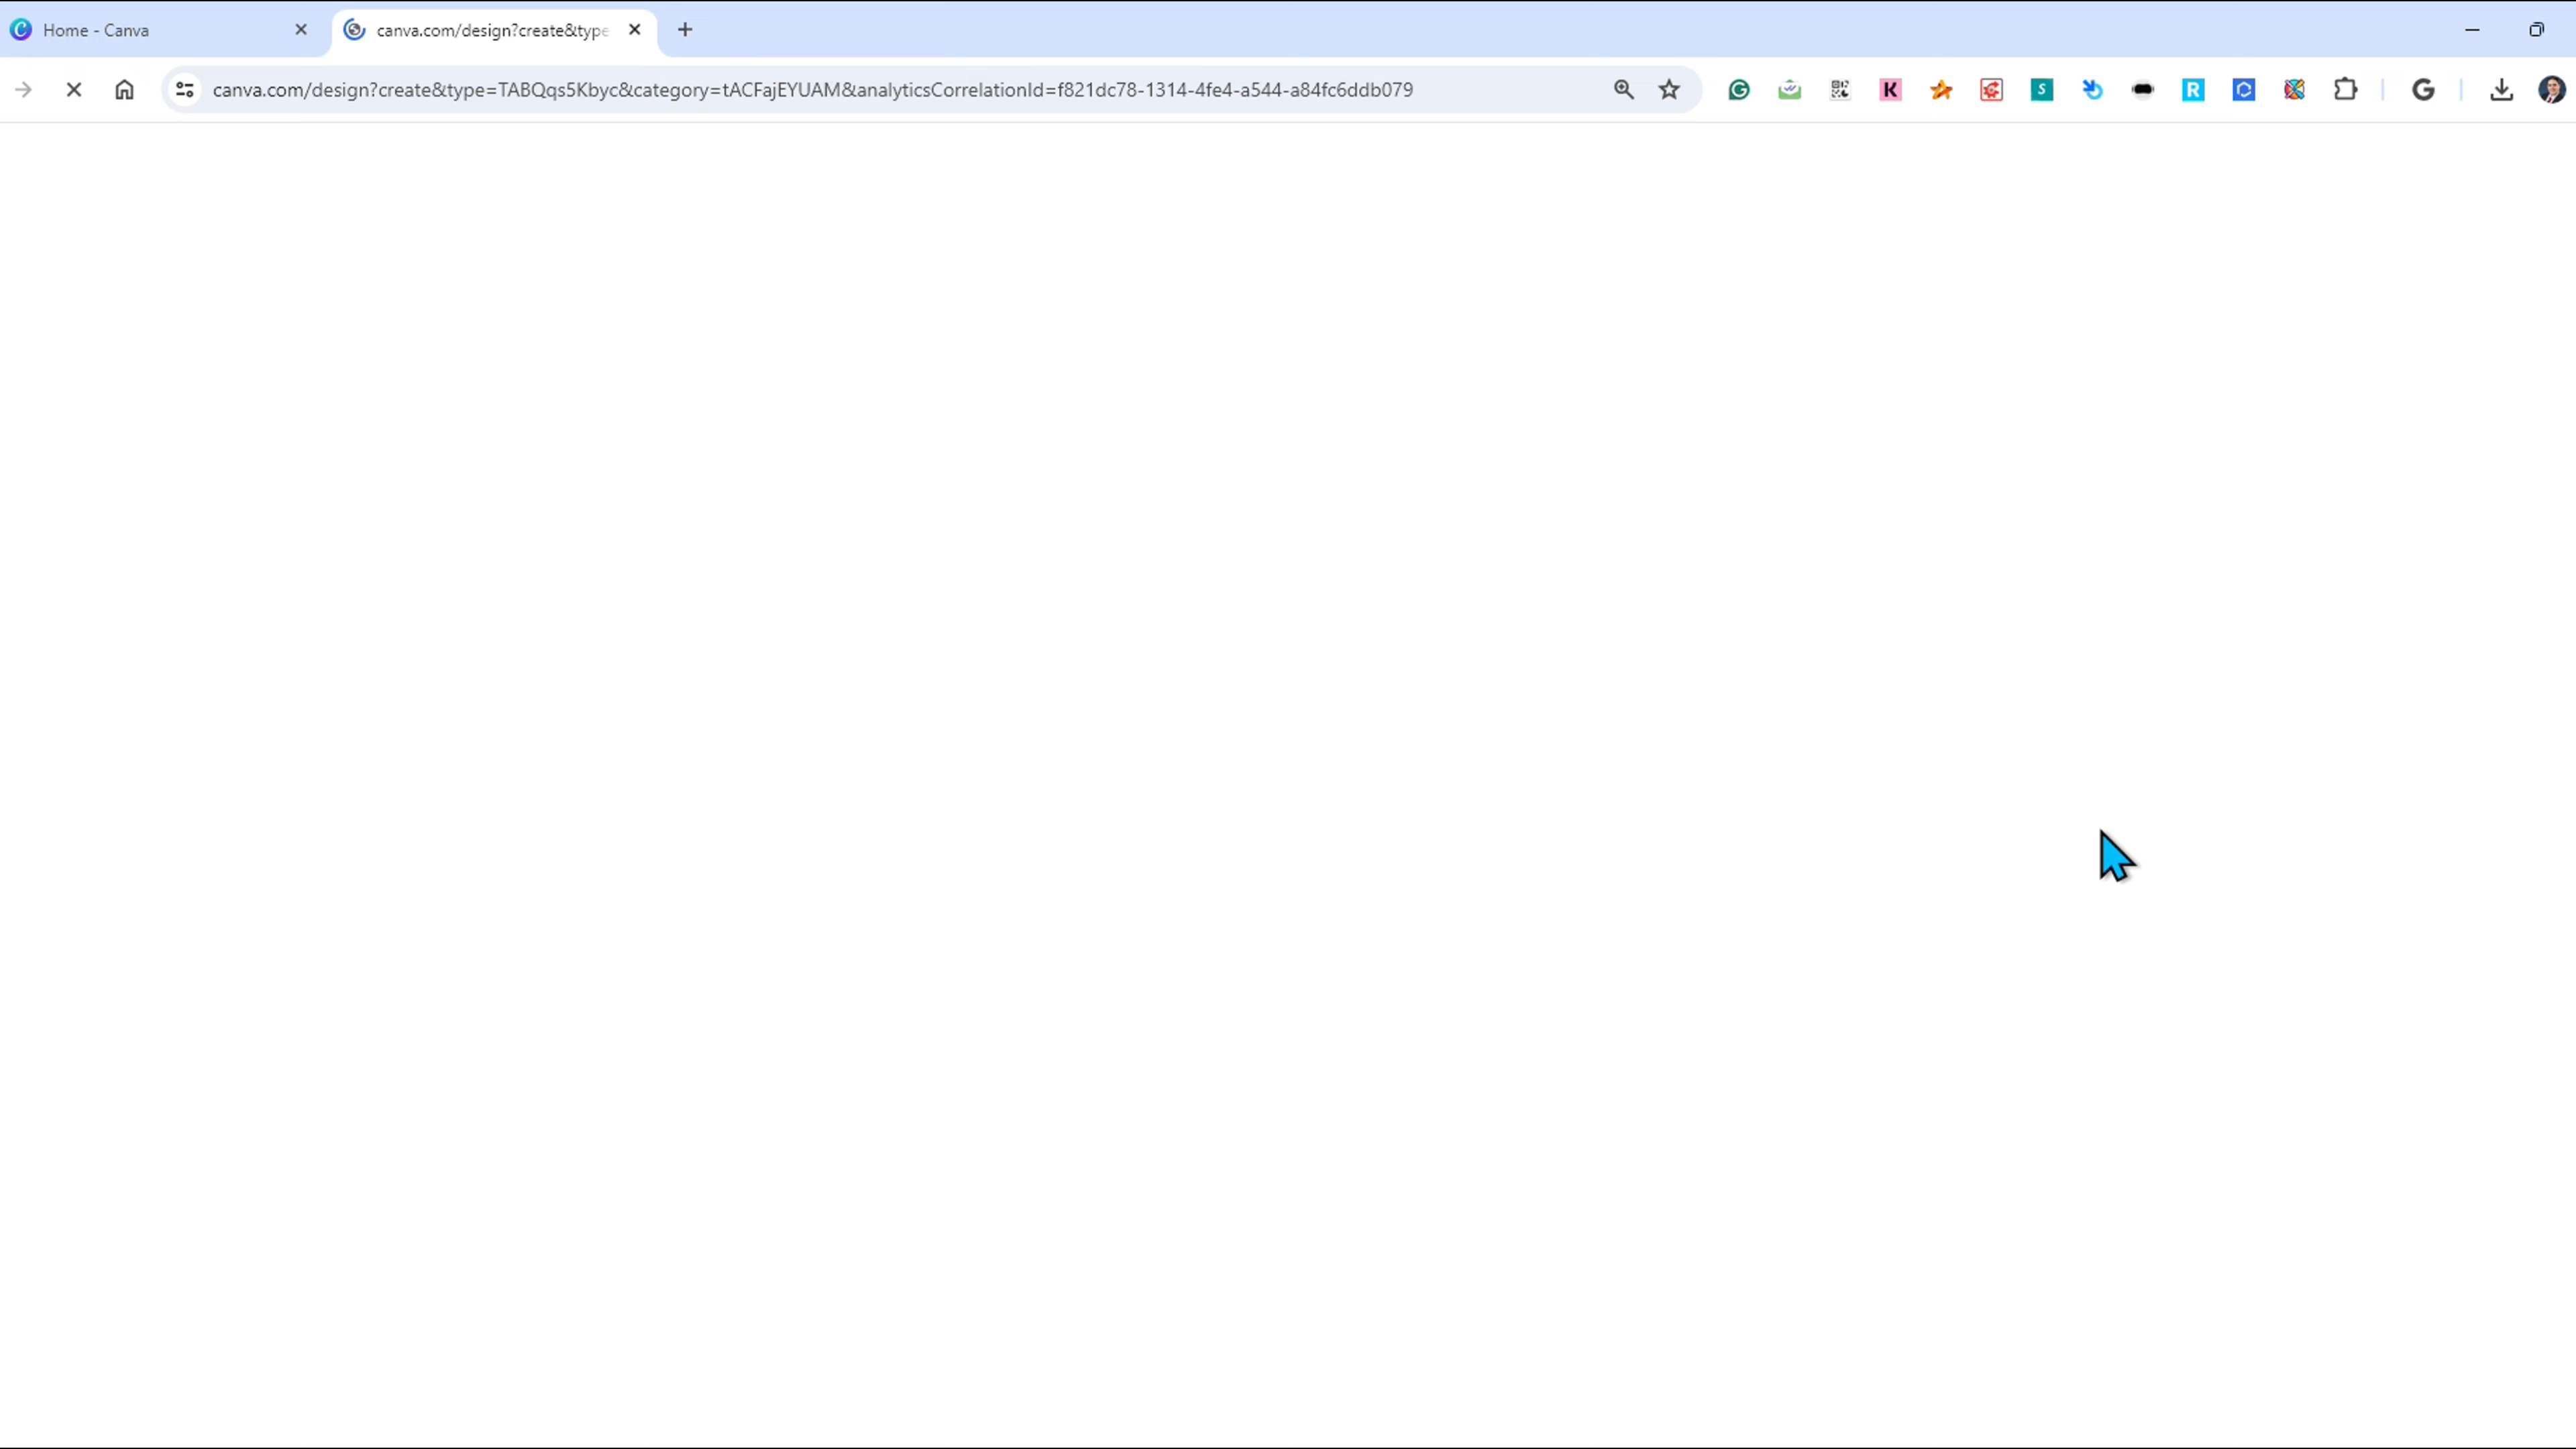 Home - Canva
canva.com/design?create&type
canva.com/design?create&type=TABQqs5Kbyc&category=tACFajEYUAM&analyticsCorrelationId=f821dc78-1314-4fe4-a544-a84fc6ddb079
K
S
R
G